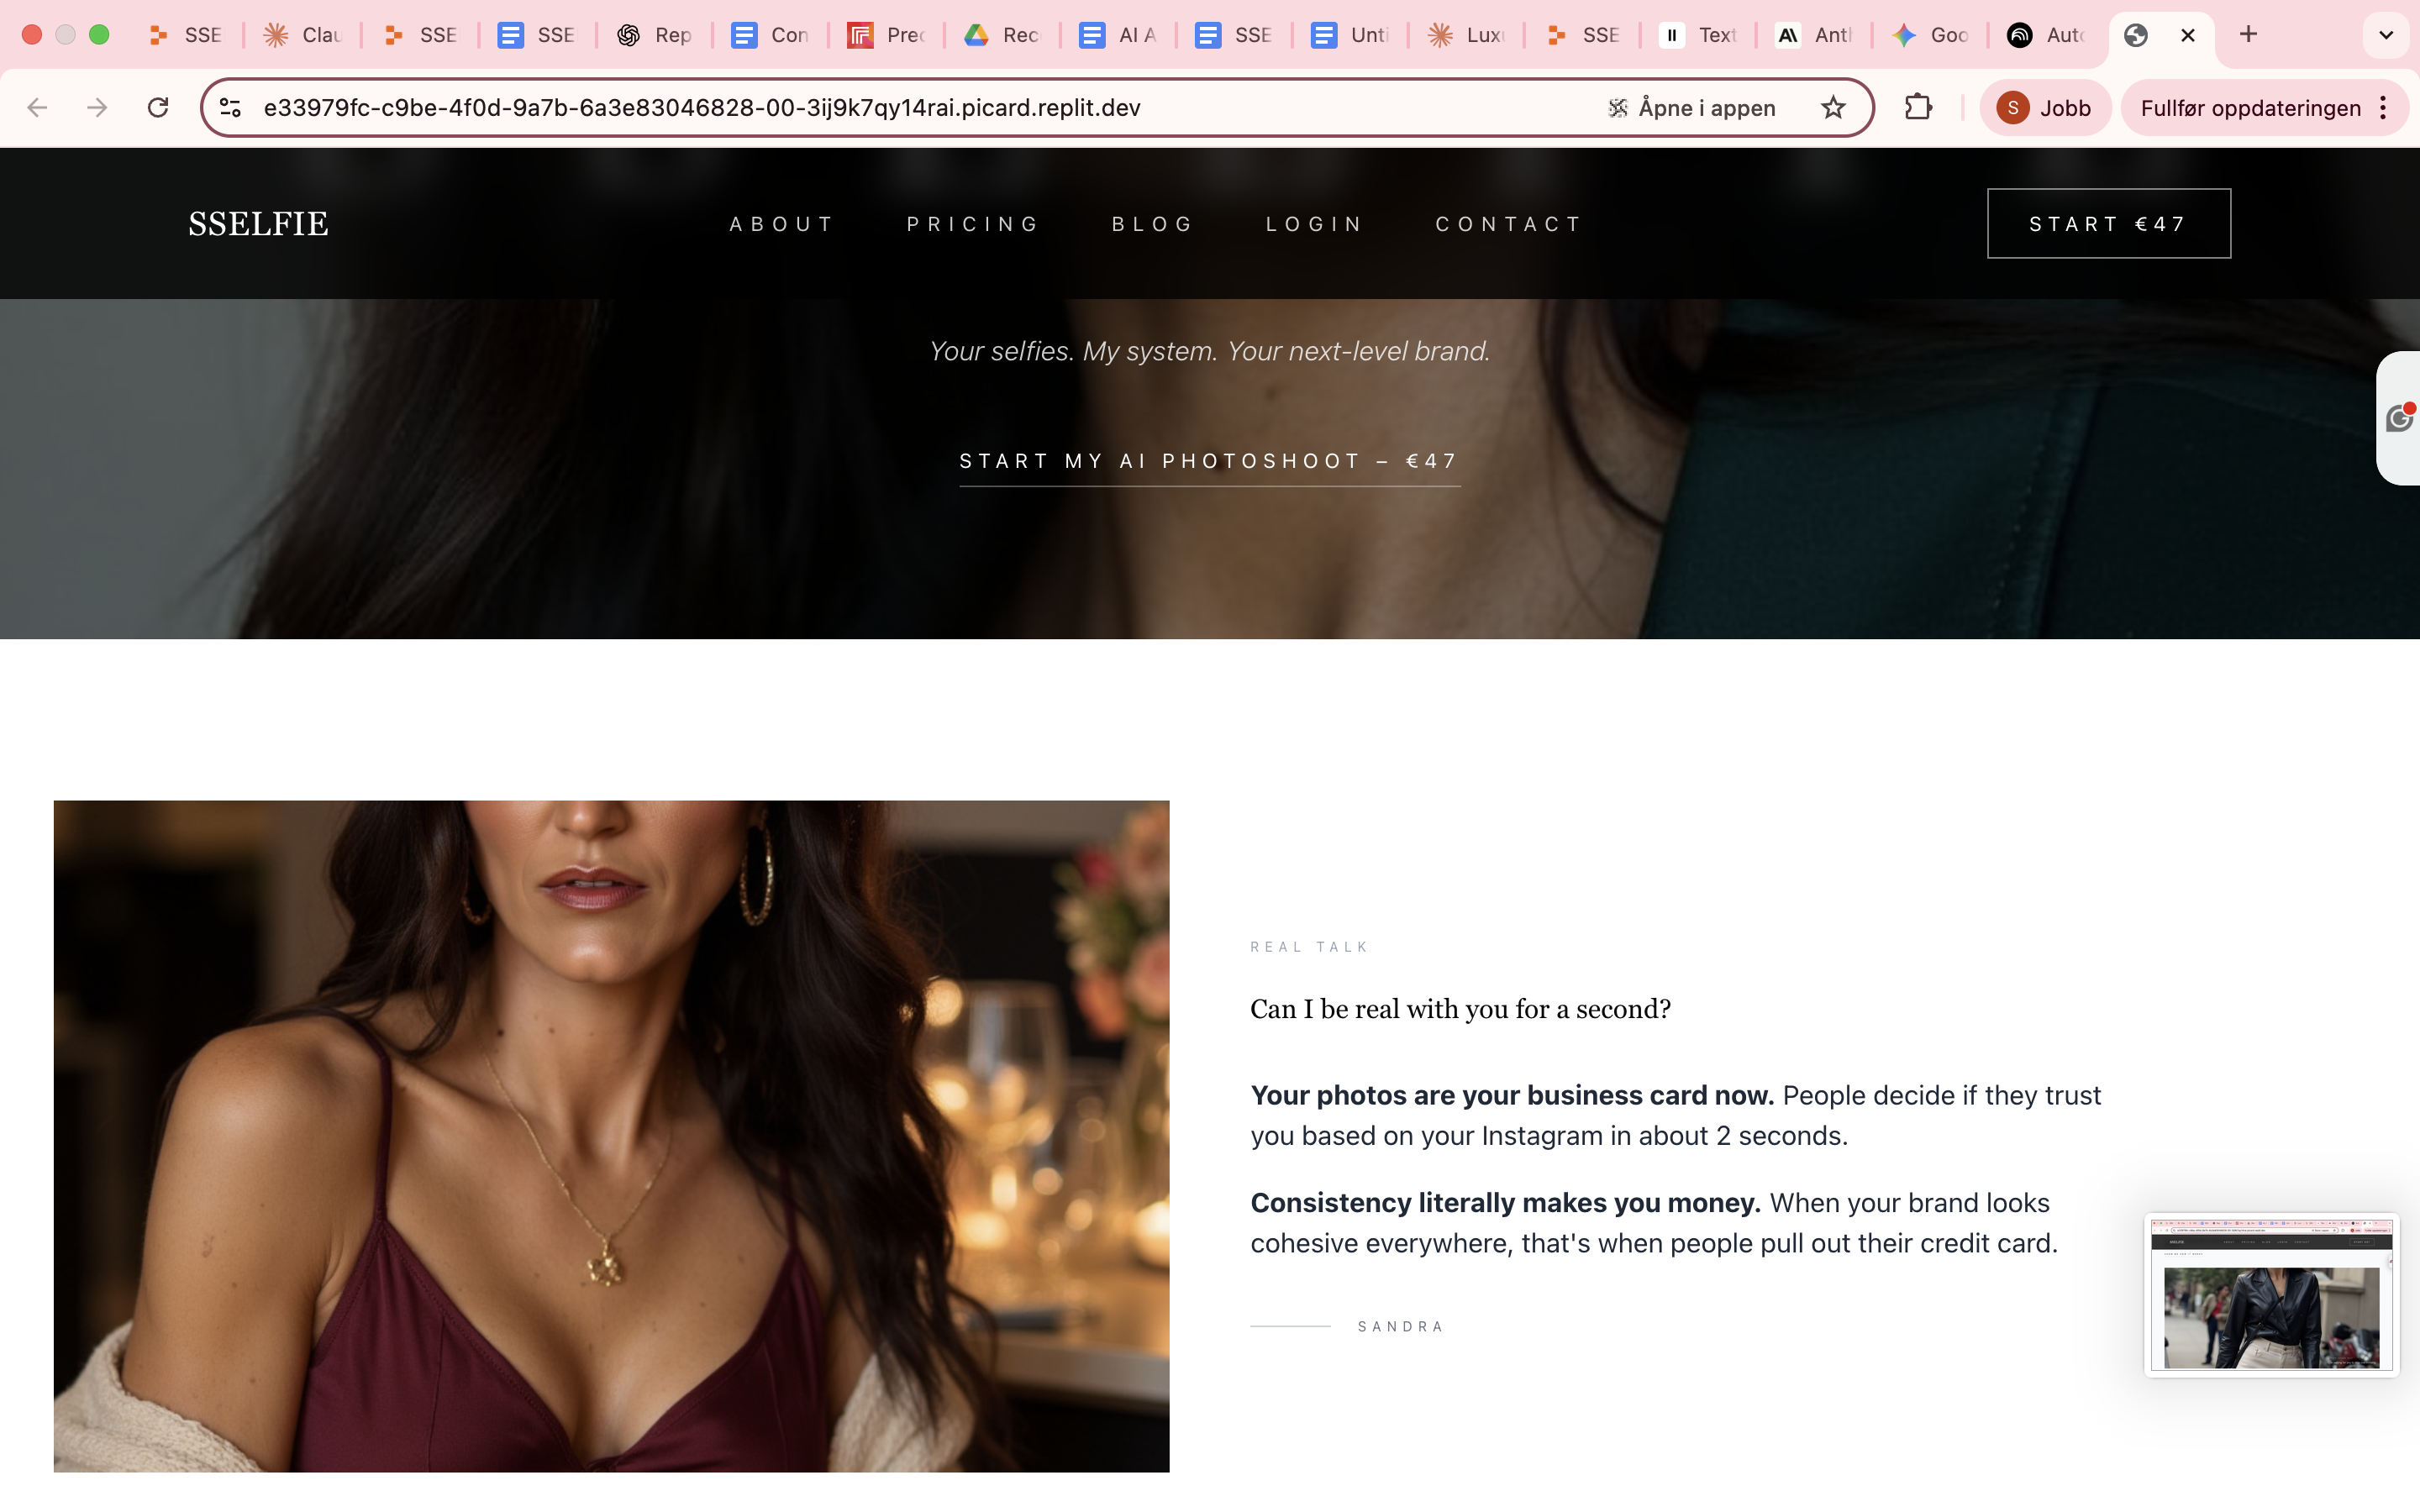 SSE
Clau
SSE
SSE
Rep
Con
Prec
Rec
AI A
SSE
Unti
Luxu
SSE
Text
Anth
Goo
Auto
e33979fc-c9be-4f0d-9a7b-6a3e83046828-00-3ij9k7qy14rai.picard.replit.dev
Åpne i appen
S
Jobb
Fullfør oppdateringen
SSELFIE
ABOUT
PRICING
BLOG
LOGIN
CONTACT
START €47
Your selfies. My system. Your next-level brand.
START MY AI PHOTOSHOOT – €47
REAL TALK
Can I be real with you for a second?
Your photos are your business card now. People decide if they trust
you based on your Instagram in about 2 seconds.
Consistency literally makes you money. When your brand looks
cohesive everywhere, that's when people pull out their credit card.
SANDRA